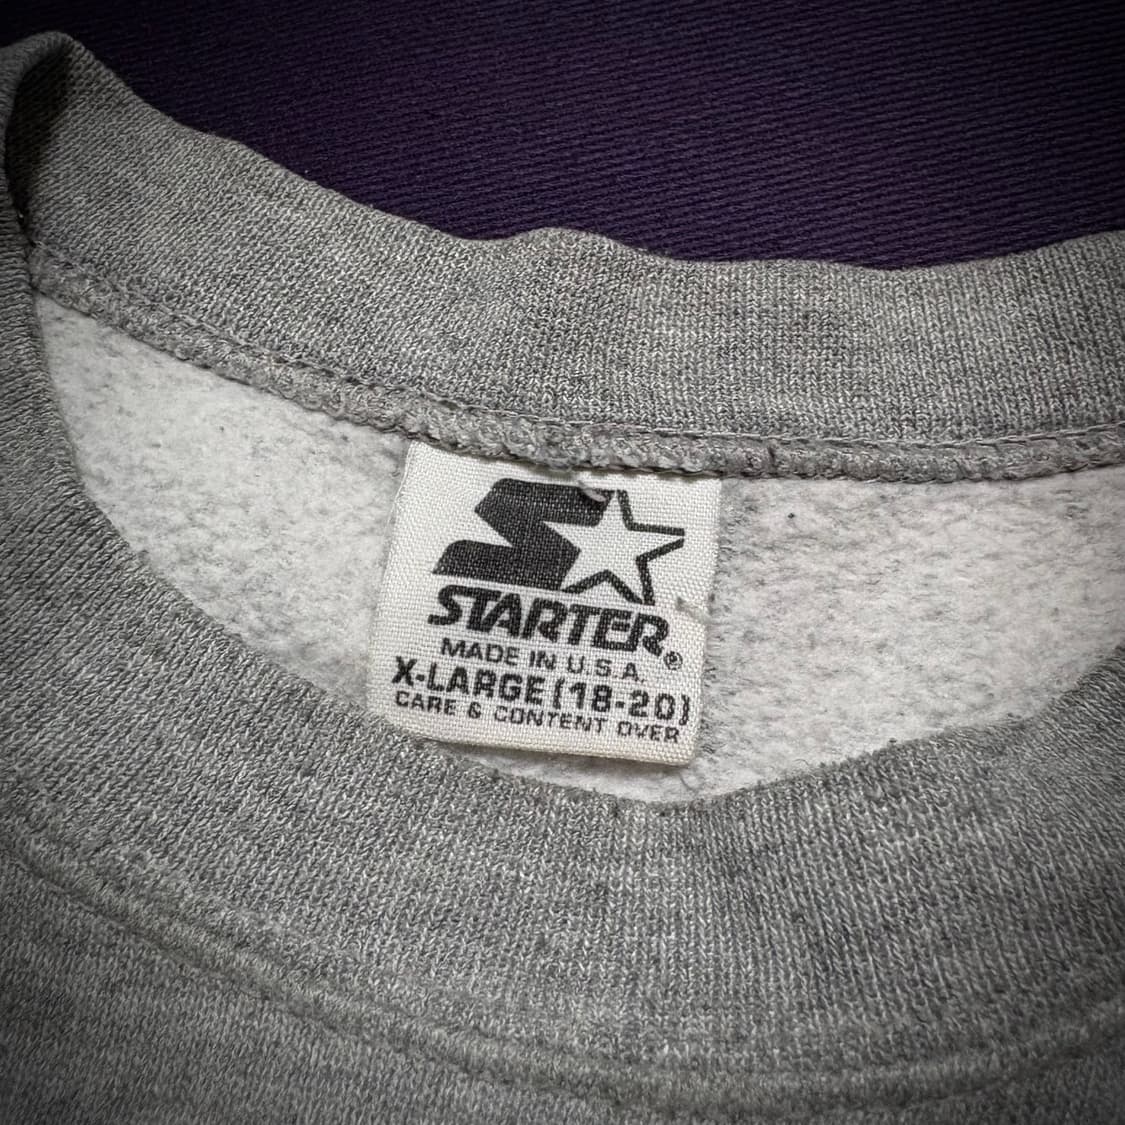 STARTER®
MADE IN U.S.A.
X-LARGE (18-20)
CARE & CONTENT OVER